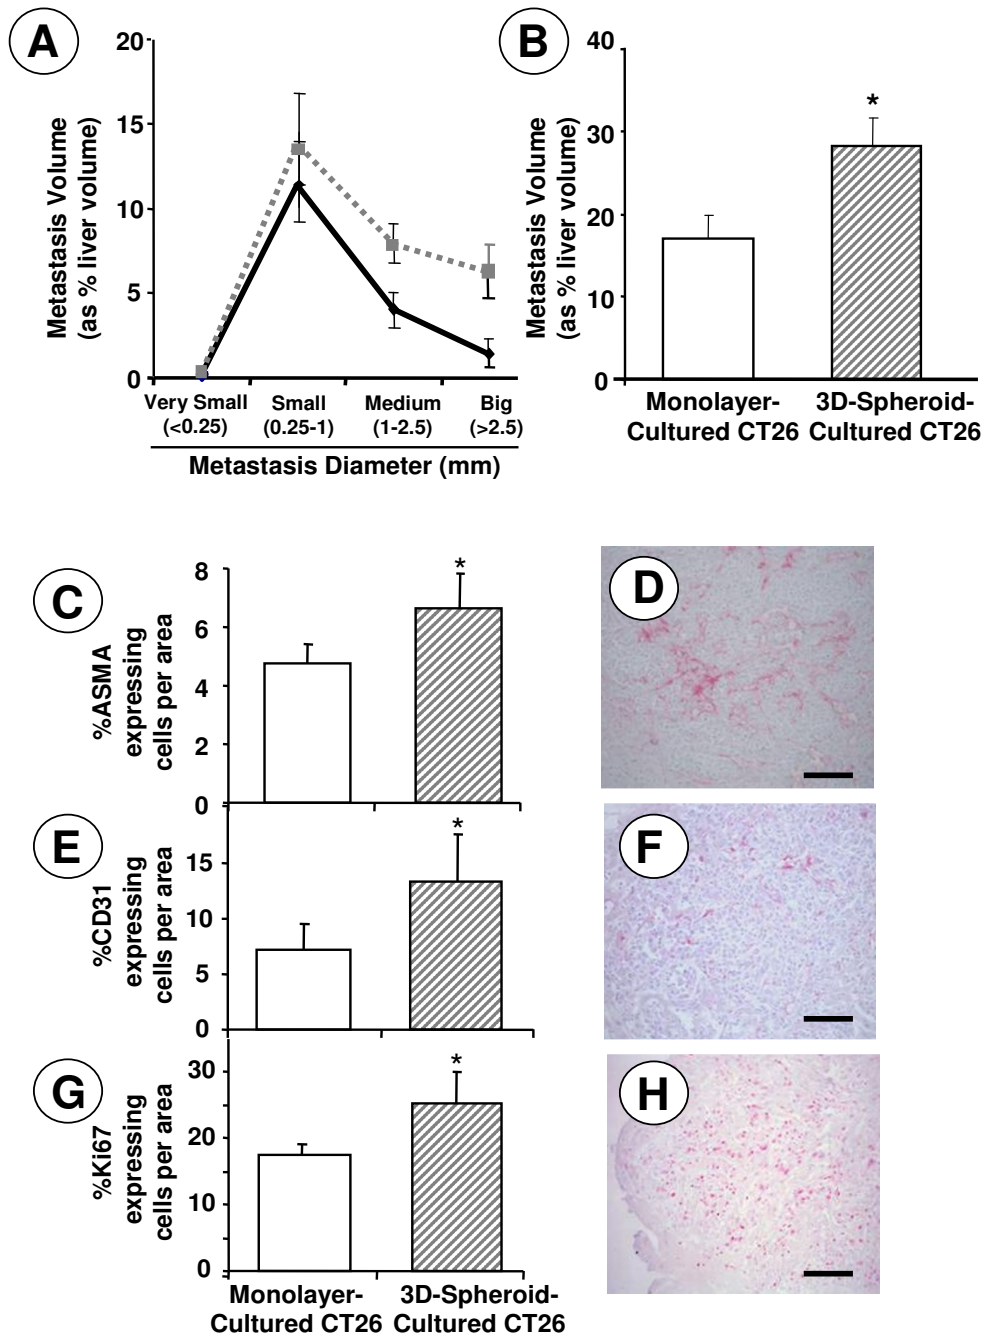 A
Metastasis Volume
(as % liver volume)
20
15
10
5
0
Very Small
(<0.25)
Small
(0.25-1)
Medium
(1-2.5)
Big
(>2.5)
Metastasis Diameter (mm)
B
Metastasis Volume
(as % liver volume)
40
30
20
10
0
*
Monolayer-
Cultured CT26
3D-Spheroid-
Cultured CT26
C
%ASMA
expressing
cells per area
8
6
4
2
0
*
D
E
%CD31
expressing
cells per area
15
10
5
0
*
F
G
%Ki67
expressing
cells per area
30
20
10
0
*
Monolayer-
Cultured CT26
3D-Spheroid-
Cultured CT26
H